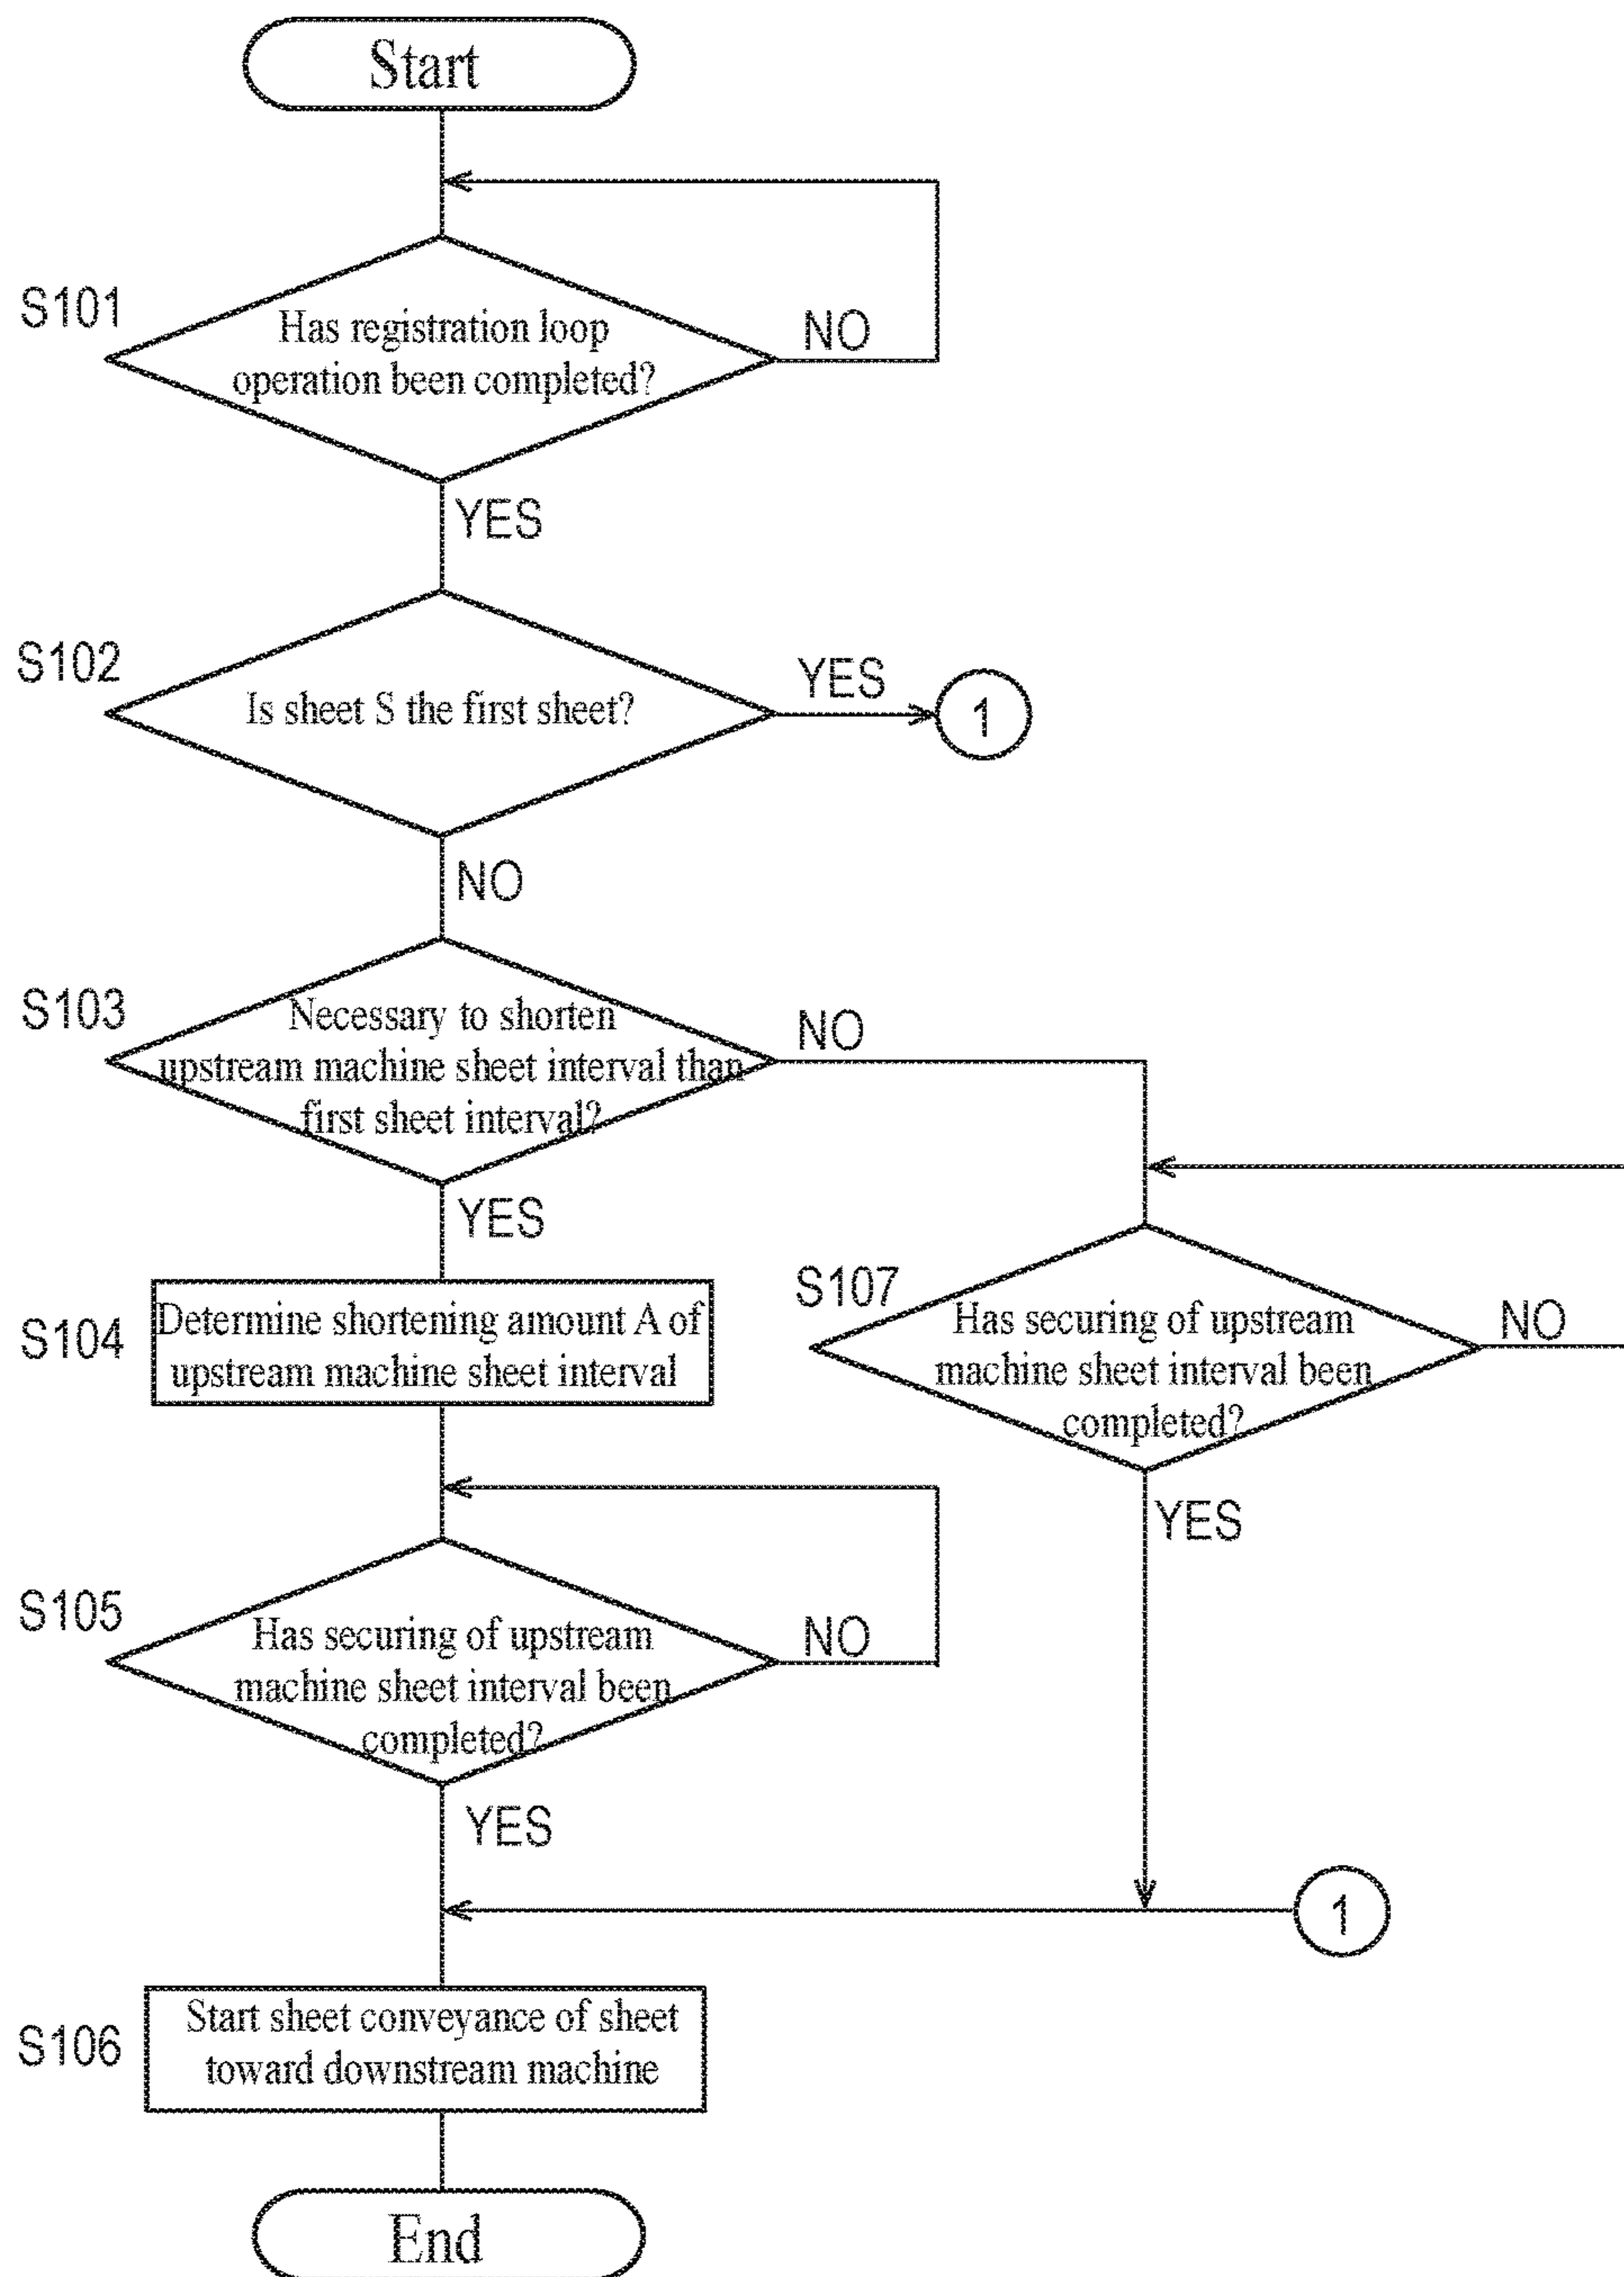 Start
S101
Has registration loop
operation been completed?
NO
YES
S102
Is sheet S the first sheet?
YES
1
NO
S103
Necessary to shorten
upstream machine sheet interval than
first sheet interval?
NO
YES
S104
Determine shortening amount A of
upstream machine sheet interval
S107
Has securing of upstream
machine sheet interval been
completed?
NO
YES
S105
Has securing of upstream
machine sheet interval been
completed?
NO
YES
1
S106
Start sheet conveyance of sheet
toward downstream machine
End